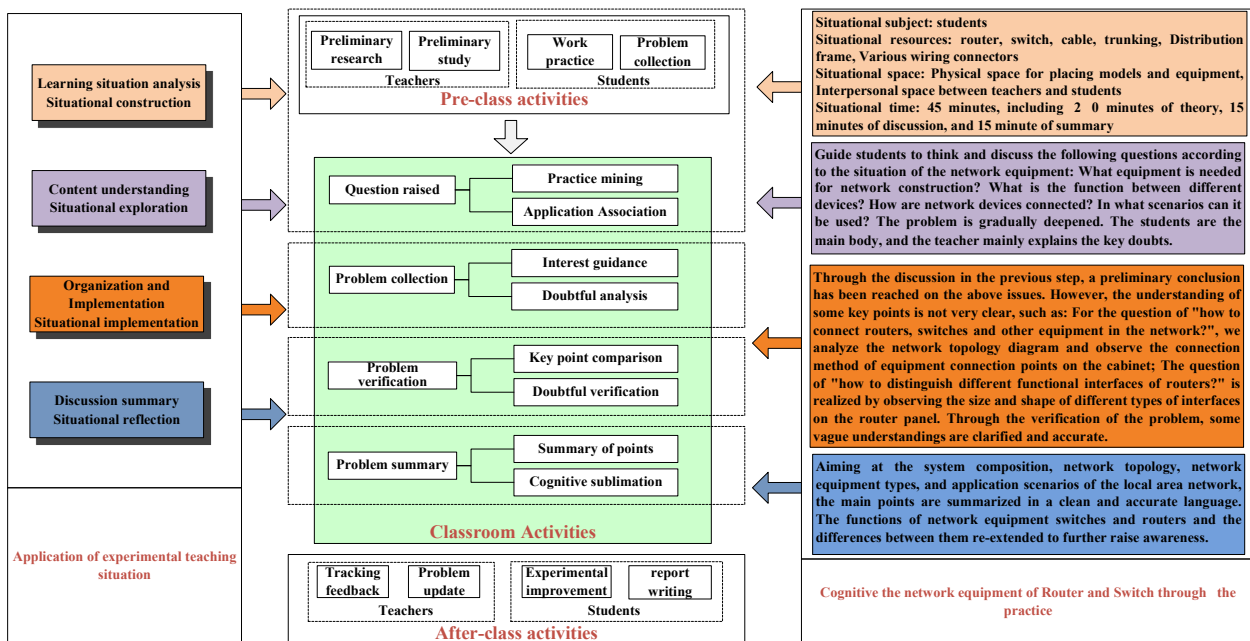 Learning situation analysis
Situational construction
Content understanding
Situational exploration
Organization and
Implementation
Situational implementation
Discussion summary
Situational reflection
Application of experimental teaching
situation
Preliminary
research
Preliminary
study
Teachers
Work
practice
Problem
collection
Students
Pre-class activities
Question raised
Practice mining
Application Association
Problem collection
Interest guidance
Doubtful analysis
Problem
verification
Key point comparison
Doubtful verification
Problem summary
Summary of points
Cognitive sublimation
Classroom Activities
Tracking
feedback
Problem
update
Teachers
Experimental
improvement
report
writing
Students
After-class activities
Situational subject: students
Situational resources: router, switch, cable, trunking, Distribution
frame, Various wiring connectors
Situational space: Physical space for placing models and equipment,
Interpersonal space between teachers and students
Situational time: 45 minutes, including 2 0 minutes of theory, 15
minutes of discussion, and 15 minute of summary
Guide students to think and discuss the following questions according
to the situation of the network equipment: What equipment is needed
for network construction? What is the function between different
devices? How are network devices connected? In what scenarios can it
be used? The problem is gradually deepened. The students are the
main body, and the teacher mainly explains the key doubts.
Through the discussion in the previous step, a preliminary conclusion
has been reached on the above issues. However, the understanding of
some key points is not very clear, such as: For the question of "how to
connect routers, switches and other equipment in the network?", we
analyze the network topology diagram and observe the connection
method of equipment connection points on the cabinet; The question
of "how to distinguish different functional interfaces of routers?" is
realized by observing the size and shape of different types of interfaces
on the router panel. Through the verification of the problem, some
vague understandings are clarified and accurate.
Aiming at the system composition, network topology, network
equipment types, and application scenarios of the local area network,
the main points are summarized in a clean and accurate language.
The functions of network equipment switches and routers and the
differences between them re-extended to further raise awareness.
Cognitive the network equipment of Router and Switch through the
practice